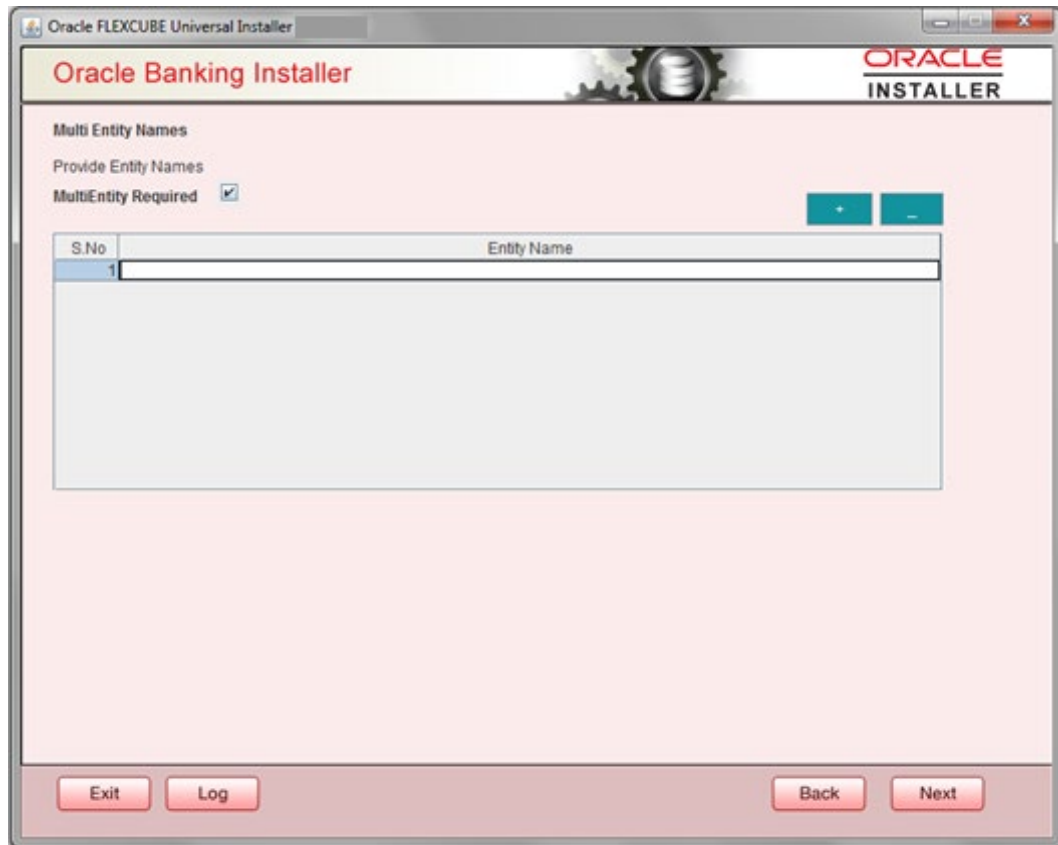 Oracle FLEXCUBE Universal Installer
Oracle Banking Installer
ORACLE
INSTALLER
Multi Entity Names
Provide Entity Names
MultiEntity Required
+ _
S.No Entity Name
1
Exit Log Back Next